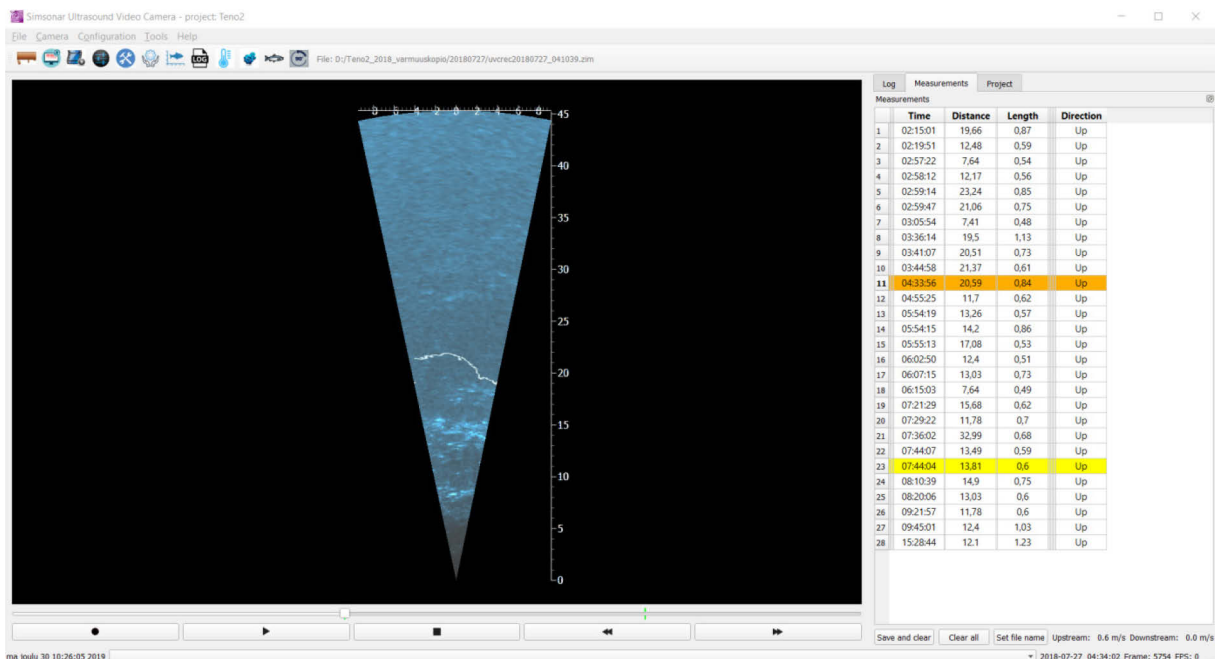 Simsonar Ultrasound Video Camera - project: Teno2
File Camera Configuration Tools Help
LOG File: D:/Teno2_2018_varmuuskopio/20180727/uvcrec20180727_041039.zim
8 6 4 2 0 2 4 6 8
45
40
35
30
25
20
15
10
5
0
Log Measurements Project
Measurements
Time Distance Length Direction
1 02:15:01 19,66 0,87 Up
2 02:19:51 12,48 0,59 Up
3 02:57:22 7,64 0,54 Up
4 02:58:12 12,17 0,56 Up
5 02:59:14 23,24 0,85 Up
6 02:59:47 21,06 0,75 Up
7 03:05:54 7,41 0,48 Up
8 03:36:14 19,5 1,13 Up
9 03:41:07 20,51 0,73 Up
10 03:44:58 21,37 0,61 Up
11 04:33:56 20,59 0,84 Up
12 04:55:25 11,7 0,62 Up
13 05:54:19 13,26 0,57 Up
14 05:54:15 14,2 0,86 Up
15 05:55:13 17,08 0,53 Up
16 06:02:50 12,4 0,51 Up
17 06:07:15 13,03 0,73 Up
18 06:15:03 7,64 0,49 Up
19 07:21:29 15,68 0,62 Up
20 07:29:22 11,78 0,7 Up
21 07:36:02 32,99 0,68 Up
22 07:44:07 13,49 0,59 Up
23 07:44:04 13,81 0,6 Up
24 08:10:39 14,9 0,75 Up
25 08:20:06 13,03 0,6 Up
26 09:21:57 11,78 0,6 Up
27 09:45:01 12,4 1,03 Up
28 15:28:44 12.1 1.23 Up
Save and clear Clear all Set file name Upstream: 0.6 m/s Downstream: 0.0 m/s
ma joulu 30 10:26:05 2019 2018-07-27 04:34:02 Frame: 5754 FPS: 0